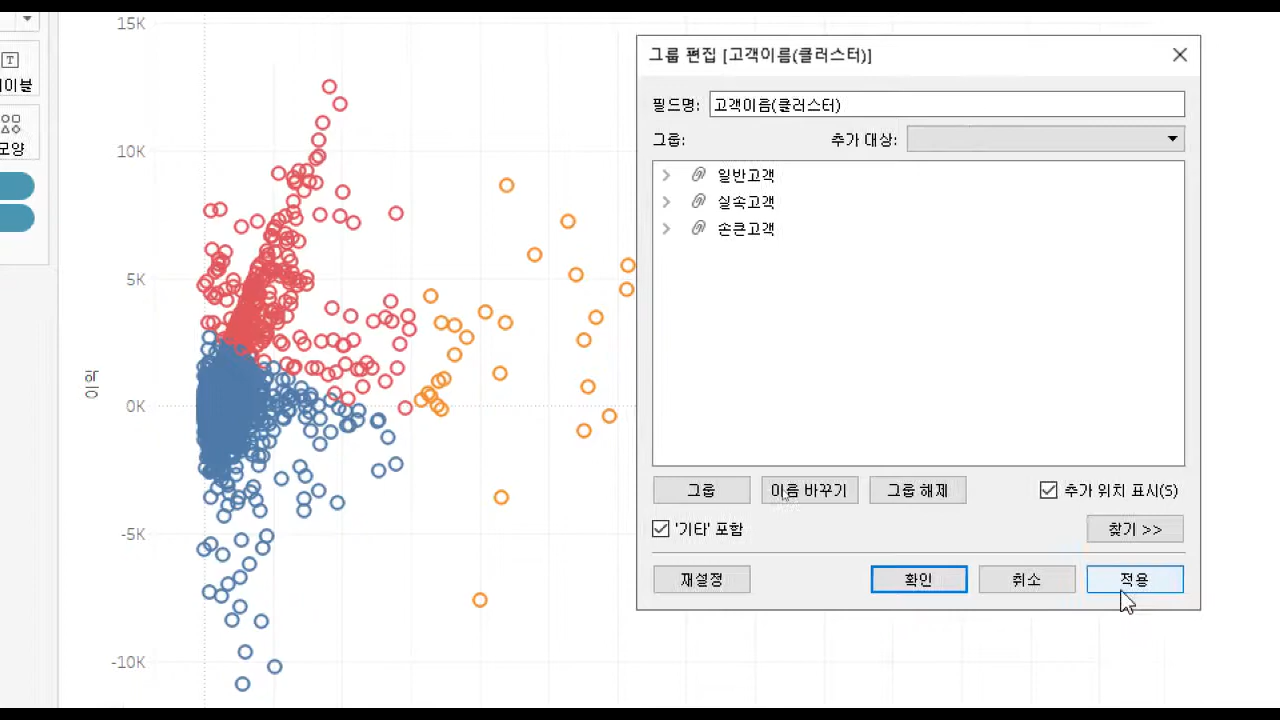 15K
10K
5K
0K
-5K
-10K
이익
T
이블
모양
그룹 편집 [고객이름(클러스터)]
필드명: 고객이음(클러스터)
그룹: 추가 대상:
일반고객
실속고객
손큰고객
그룹 이음 바꾸기 그룹 해제 추가 위치 표시(S)
'기타' 포함 찾기 >>
재설정 확인 취소 적용